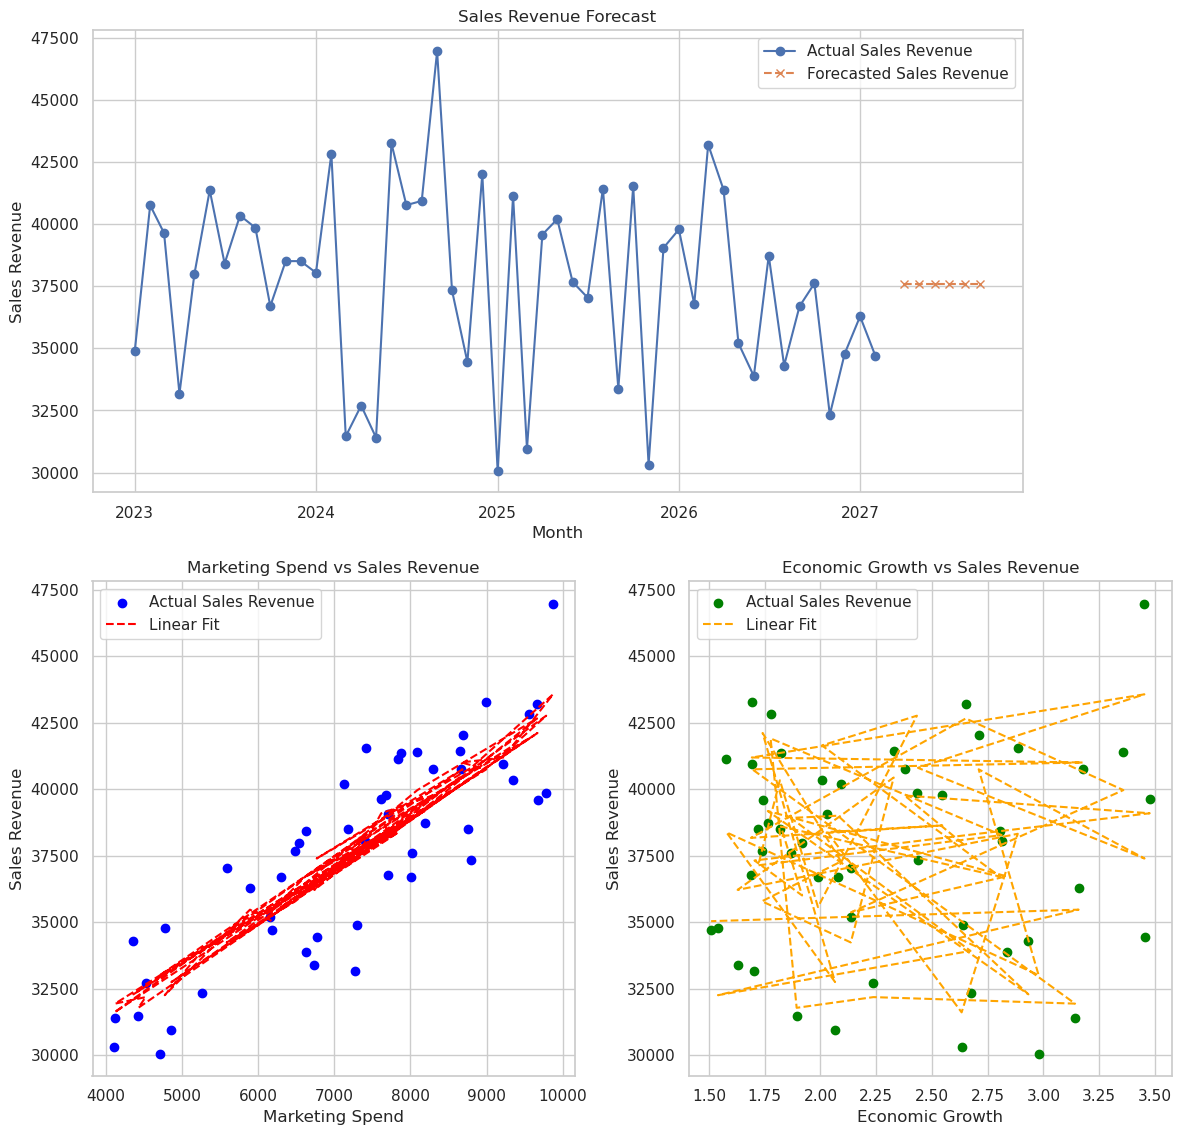 Sales Revenue Forecast
47500
45000
42500
40000
37500
35000
32500
30000
Sales Revenue
Actual Sales Revenue
Forecasted Sales Revenue
2023 2024 2025 2026 2027
Month
Marketing Spend vs Sales Revenue
47500
45000
42500
40000
37500
35000
32500
30000
Sales Revenue
Actual Sales Revenue
Linear Fit
4000 5000 6000 7000 8000 9000 10000
Marketing Spend
Economic Growth vs Sales Revenue
47500
45000
42500
40000
37500
35000
32500
30000
Sales Revenue
Actual Sales Revenue
Linear Fit
1.50 1.75 2.00 2.25 2.50 2.75 3.00 3.25 3.50
Economic Growth